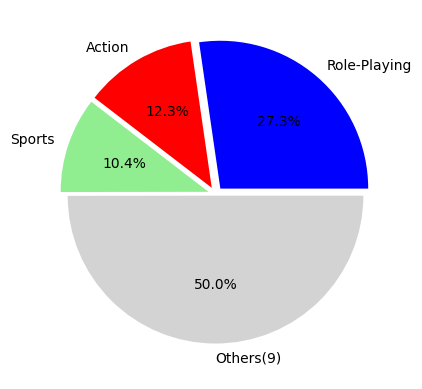 Action
Role-Playing
12.3%
27.3%
Sports
10.4%
50.0%
Others(9)